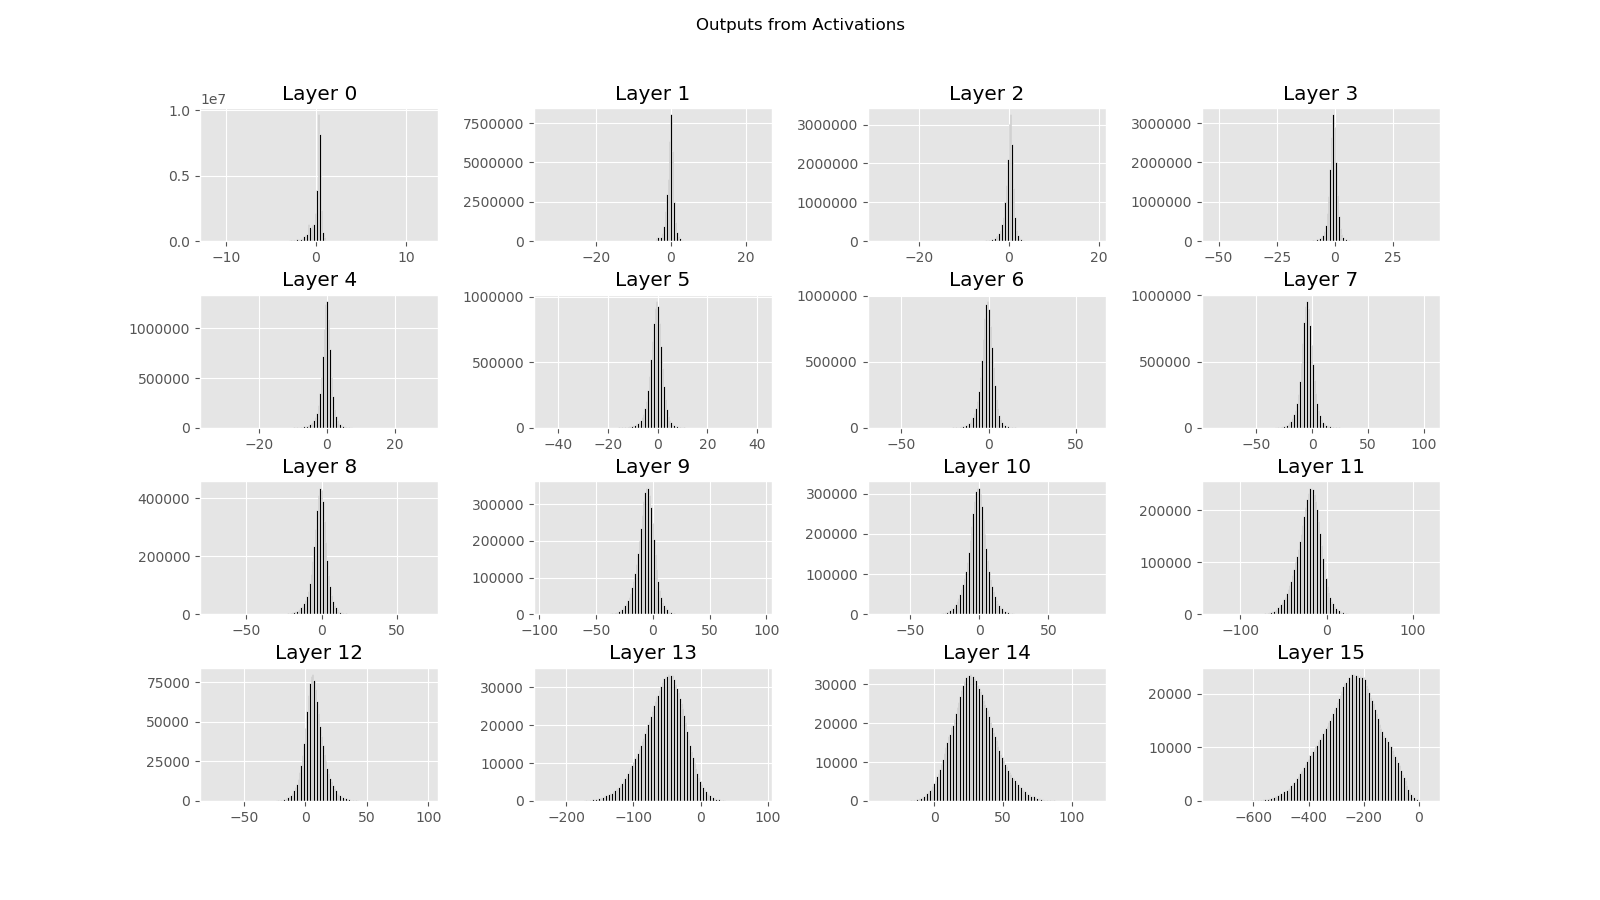 Outputs from Activations
Layer 0
Layer 1
Layer 2
Layer 3
1e7
1.0
0.5
0.0
−10 0 10
7500000
5000000
2500000
0
−20 0 20
3000000
2000000
1000000
0
−20 0 20
3000000
2000000
1000000
0
−50 −25 0 25
Layer 4
Layer 5
Layer 6
Layer 7
1000000
500000
0
−20 0 20
1000000
500000
0
−40 −20 0 20 40
1000000
500000
0
−50 0 50
1000000
500000
0
−50 0 50 100
Layer 8
Layer 9
Layer 10
Layer 11
400000
200000
0
−50 0 50
300000
200000
100000
0
−100 −50 0 50 100
300000
200000
100000
0
−50 0 50
200000
100000
0
−100 0 100
Layer 12
Layer 13
Layer 14
Layer 15
75000
50000
25000
0
−50 0 50 100
30000
20000
10000
0
−200 −100 0 100
30000
20000
10000
0
0 50 100
20000
10000
0
−600 −400 −200 0